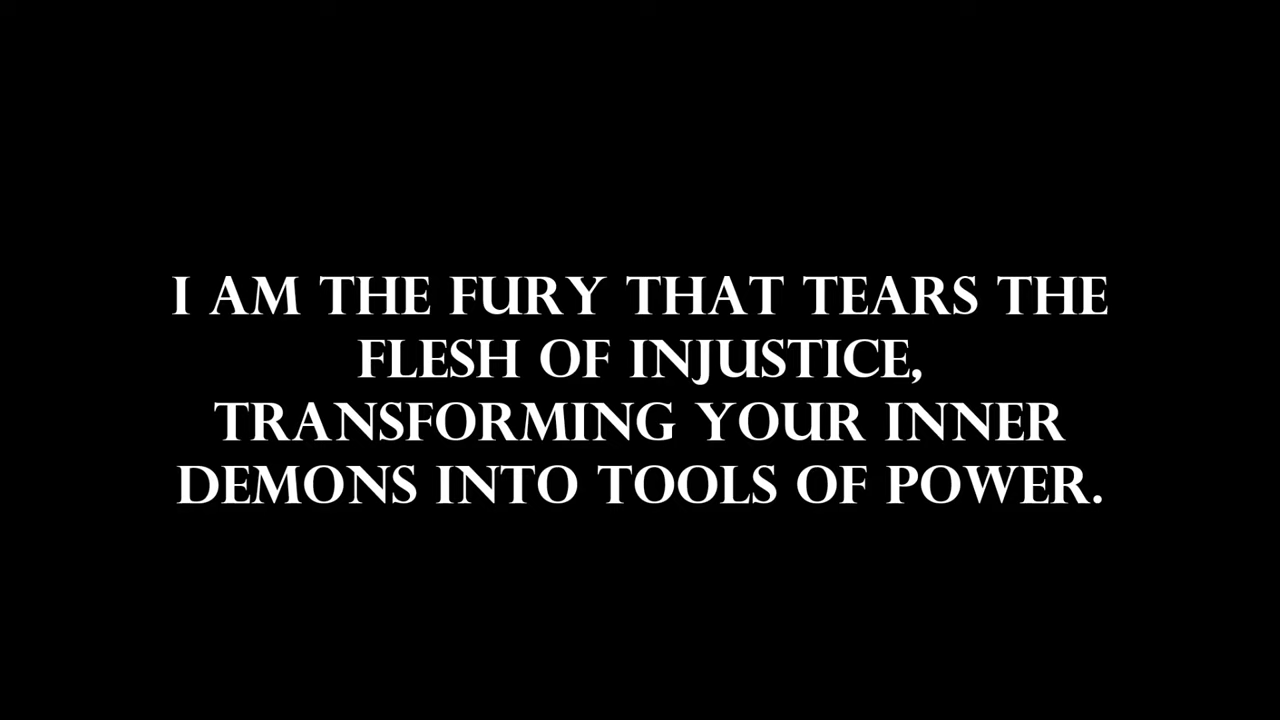 I AM THE FURY THAT TEARS THE
FLESH OF INJUSTICE,
TRANSFORMING YOUR INNER
DEMONS INTO TOOLS OF POWER.